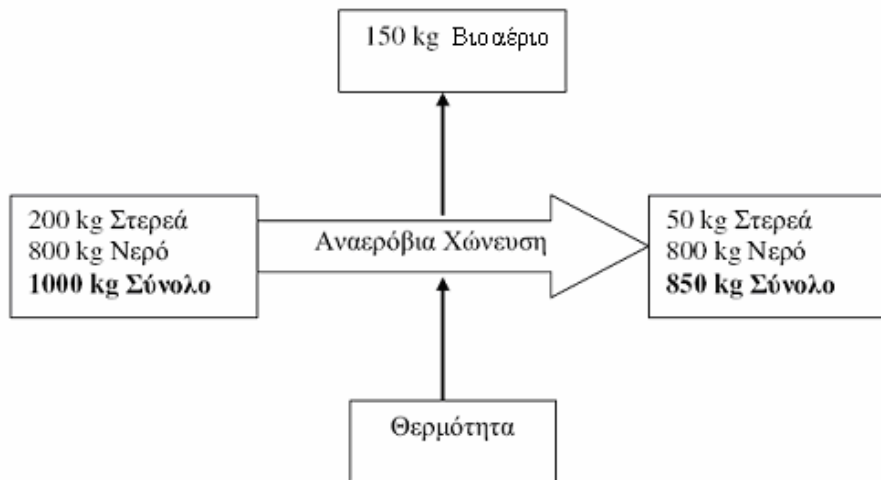 150 kg Βιοαέριο
200 kg Στερεά
800 kg Νερό
1000 kg Σύνολο
Αναερόβια Χώνευση
50 kg Στερεά
800 kg Νερό
850 kg Σύνολο
Θερμότητα